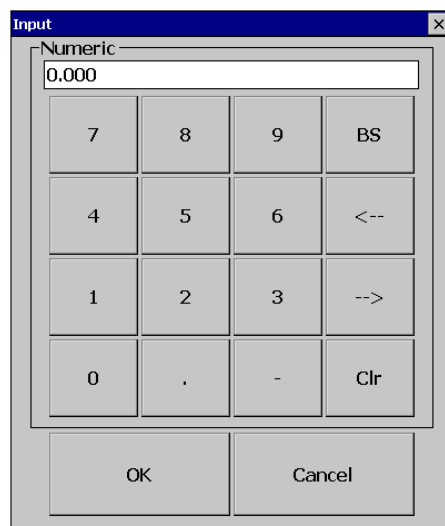 Input
Numeric
0.000
7 8 9 BS
4 5 6 <--
1 2 3 -->
0 . - Clr
OK Cancel